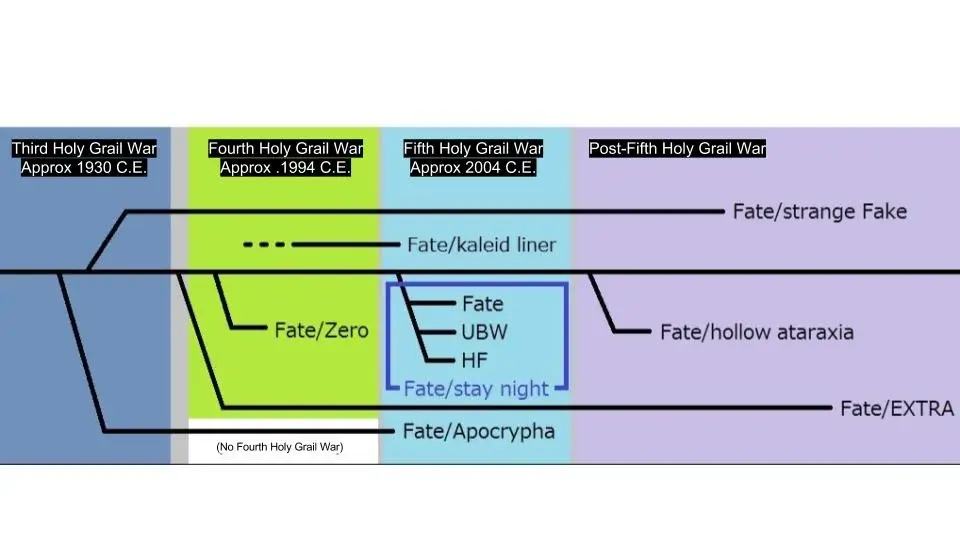 Third Holy Grail War
Approx 1930 C.E.
Fourth Holy Grail War
Approx .1994 C.E.
Fifth Holy Grail War
Approx 2004 C.E.
Post-Fifth Holy Grail War
Fate/strange Fake
Fate/kaleid liner
Fate
Fate/Zero
UBW
Fate/hollow ataraxia
HF
Fate/stay night
Fate/EXTRA
Fate/Apocrypha
(No Fourth Holy Grail War)